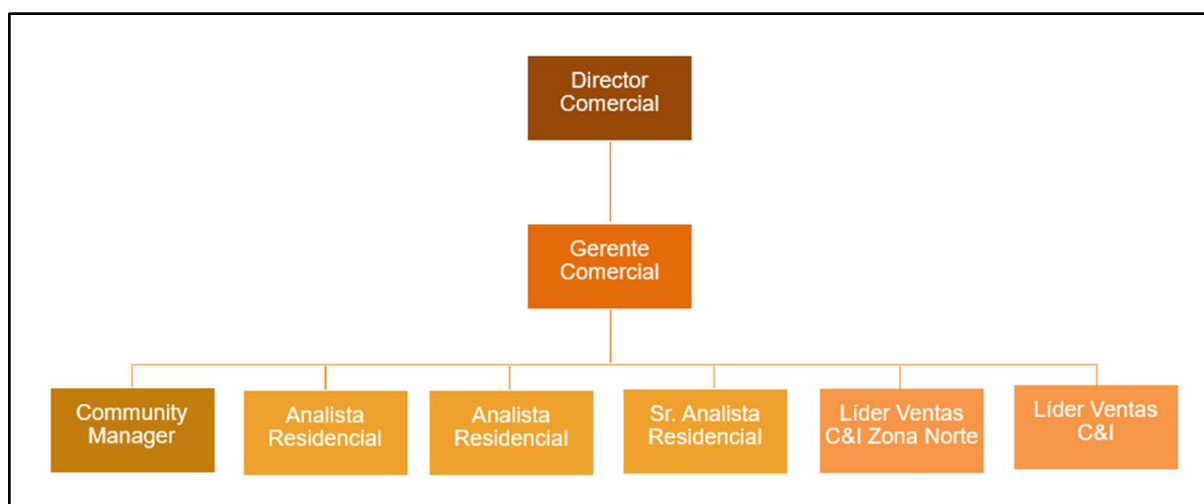 Director
Comercial
Gerente
Comercial
Community
Manager
Analista
Residencial
Analista
Residencial
Sr. Analista
Residencial
Líder Ventas
C&I Zona Norte
Líder Ventas
C&I